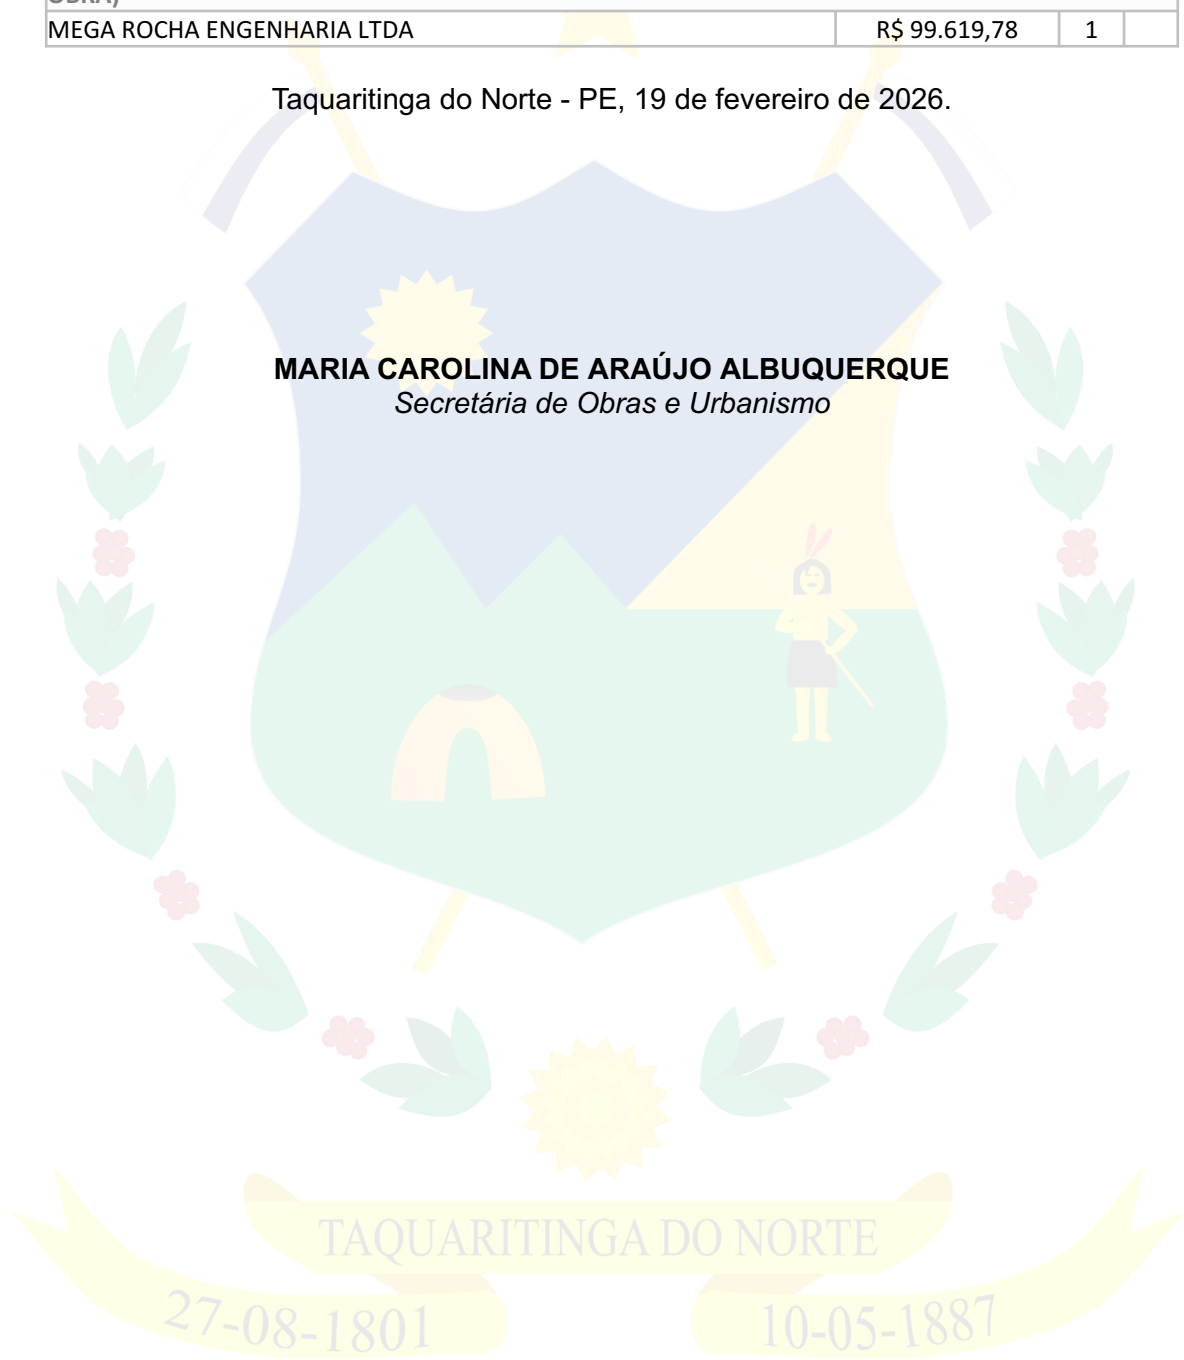 OBRA)
MEGA ROCHA ENGENHARIA LTDA R$ 99.619,78 1
Taquaritinga do Norte - PE, 19 de fevereiro de 2026.
MARIA CAROLINA DE ARAÚJO ALBUQUERQUE
Secretária de Obras e Urbanismo
TAQUARITINGA DO NORTE
27-08-1801 10-05-1887